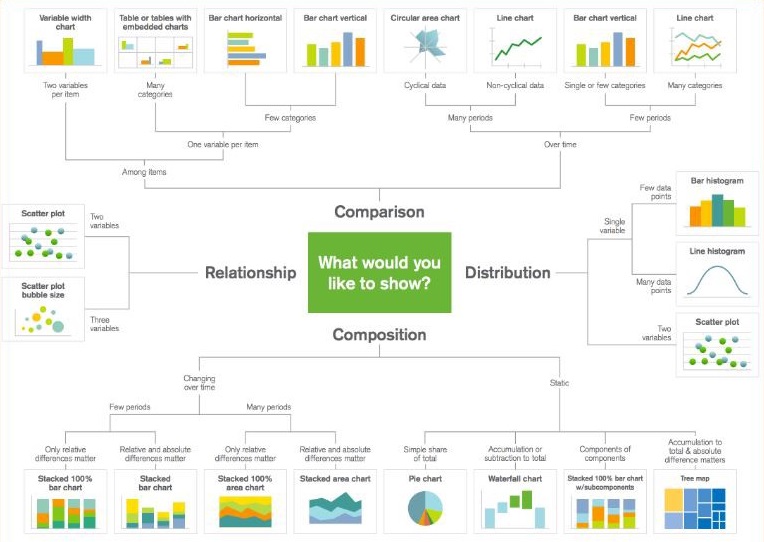 Variable width
chart
Table or tables with
embedded charts
Bar chart horizontal
Bar chart vertical
Circular area chart
Line chart
Bar chart vertical
Line chart
Two variables
per item
Many
categories
Cyclical data
Non-cyclical data
Single or few categories
Many categories
Few categories
Many periods
Few periods
One variable per item
Over time
Among items
Comparison
Scatter plot
Two
variables
Scatter plot
bubble size
Three
variables
Relationship
What would you
like to show?
Distribution
Single
variable
Few data
points
Bar histogram
Many data
points
Line histogram
Two
variables
Scatter plot
Composition
Changing
over time
Static
Few periods
Many periods
Only relative
differences matter
Relative and absolute
differences matter
Only relative
differences matter
Relative and absolute
differences matter
Simple share
of total
Accumulation or
subtraction to total
Components of
components
Accumulation to
total & absolute
difference matters
Stacked 100%
bar chart
Stacked
bar chart
Stacked 100%
area chart
Stacked area chart
Pie chart
Waterfall chart
Stacked 100% bar chart
w/subcomponents
Tree map